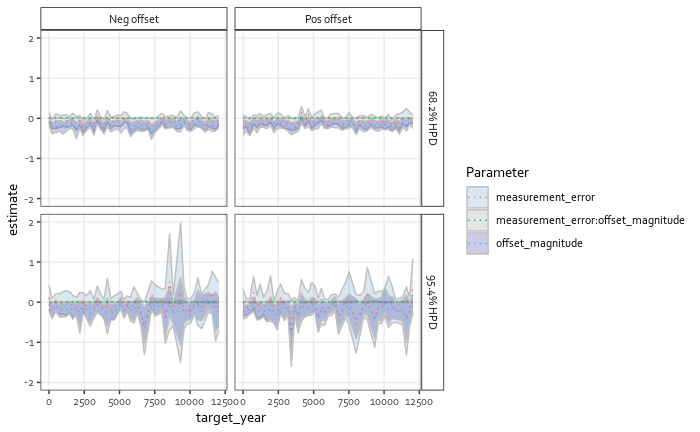 Neg offset Pos offset
2
1
0
-1
-2
68.2% HPD
2
1
0
-1
-2
95.4% HPD
estimate
0 2500 5000 7500 10000 12500 0 2500 5000 7500 10000 12500
target_year
Parameter
measurement_error
measurement_error:offset_magnitude
offset_magnitude